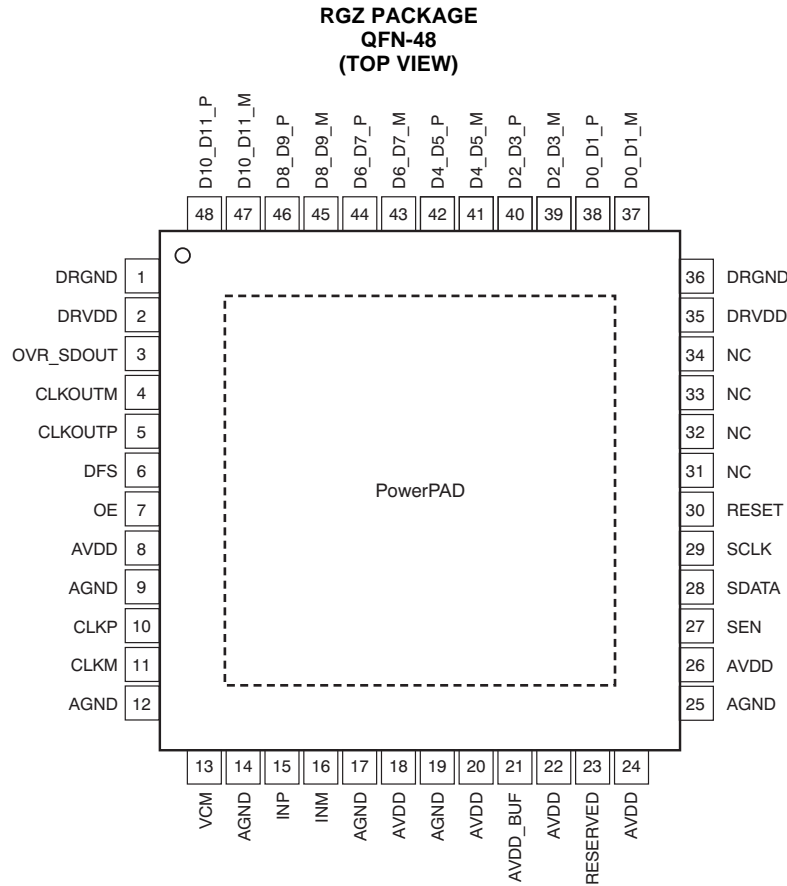 RGZ PACKAGE
QFN-48
(TOP VIEW)
D10_D11_P
D10_D11_M
D8_D9_P
D8_D9_M
D6_D7_P
D6_D7_M
D4_D5_P
D4_D5_M
D2_D3_P
D2_D3_M
D0_D1_P
D0_D1_M
48 47 46 45 44 43 42 41 40 39 38 37
DRGND 1
DRVDD 2
OVR_SDOUT 3
CLKOUTM 4
CLKOUTP 5
DFS 6
OE 7
AVDD 8
AGND 9
CLKP 10
CLKM 11
AGND 12
PowerPAD
36 DRGND
35 DRVDD
34 NC
33 NC
32 NC
31 NC
30 RESET
29 SCLK
28 SDATA
27 SEN
26 AVDD
25 AGND
13 14 15 16 17 18 19 20 21 22 23 24
VCM
AGND
INP
INM
AGND
AVDD
AGND
AVDD
AVDD_BUF
AVDD
RESERVED
AVDD